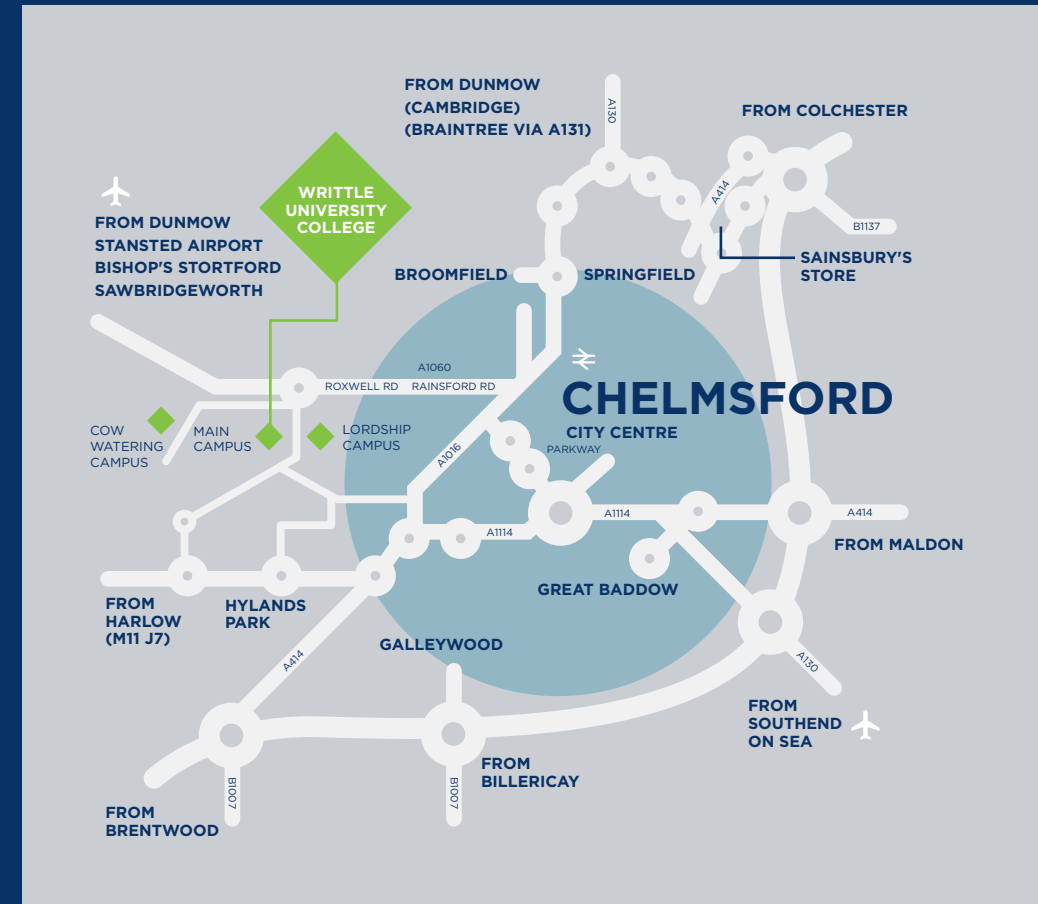 FROM DUNMOW
(CAMBRIDGE)
(BRAINTREE VIA A131)
A130
FROM COLCHESTER
WRITTLE
UNIVERSITY
COLLEGE
A414
FROM DUNMOW
STANSTED AIRPORT
BISHOP'S STORTFORD
SAWBRIDGEWORTH
B1137
SAINSBURY'S
STORE
BROOMFIELD
SPRINGFIELD
A1060
ROXWELL RD
RAINSFORD RD
CHELMSFORD
CITY CENTRE
COW
WATERING
CAMPUS
MAIN
CAMPUS
LORDSHIP
CAMPUS
A1016
PARKWAY
A1114
A1114
A414
FROM MALDON
GREAT BADDOW
FROM
HARLOW
(M11 J7)
HYLANDS
PARK
GALLEYWOOD
A414
A130
FROM
SOUTHEND
ON SEA
FROM
BILLERICAY
B1007
B1007
FROM
BRENTWOOD